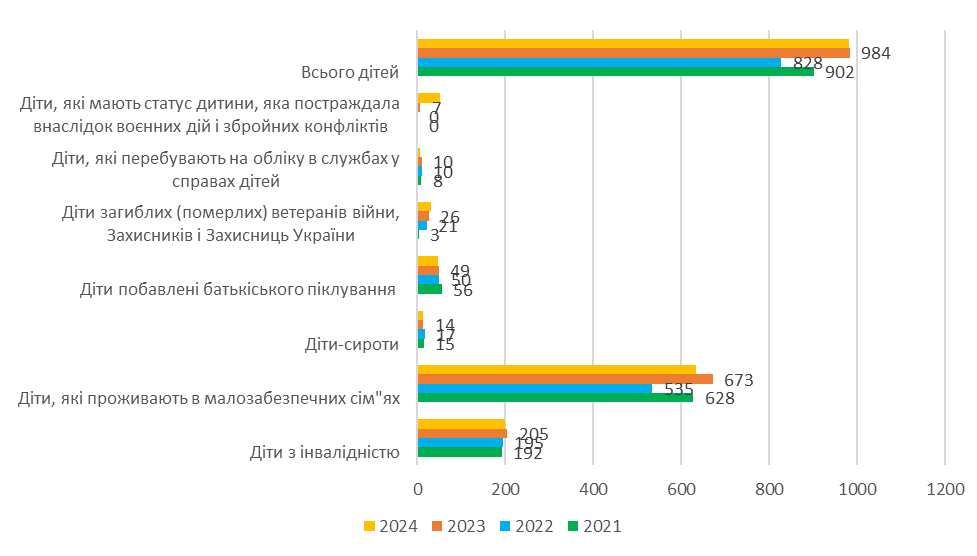 984
828
Всього дітей
902
Діти, які мають статус дитини, яка постраждала
7
0
внаслідок воєнних дій і збройних конфліктів
0
Діти, які перебувають на обліку в службах у
10
10
справах дітей
8
Діти загиблих (померлих) ветеранів війни,
26
21
Захисників і Захисниць України
3
49
50
Діти побавлені батькіського піклування
56
14
17
Діти-сироти
15
673
535
Діти, які проживають в малозабезпечних сім"ях
628
205
195
Діти з інвалідністю
192
0 200 400 600 800 1000 1200
2024 2023 2022 2021